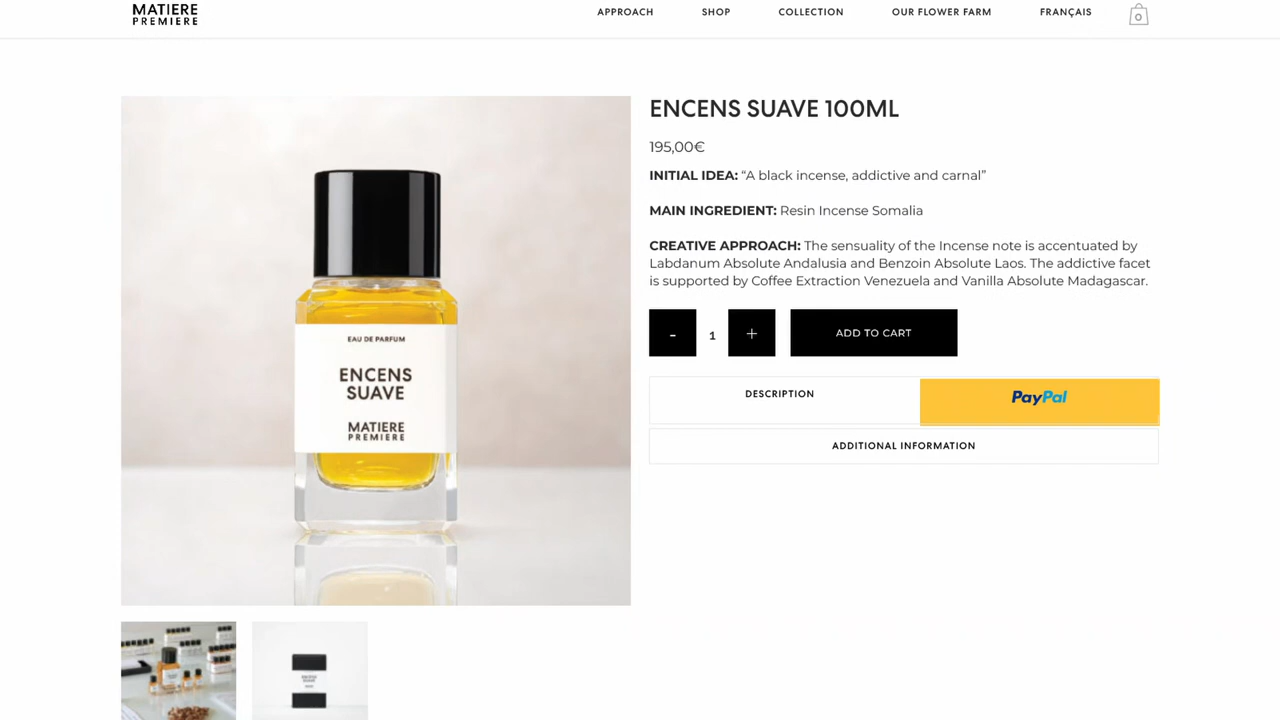 MATIERE
PREMIERE
APPROACH
SHOP
COLLECTION
OUR FLOWER FARM
FRANÇAIS
0
ENCENS SUAVE 100ML
195,00€
INITIAL IDEA: “A black incense, addictive and carnal”
MAIN INGREDIENT: Resin Incense Somalia
CREATIVE APPROACH: The sensuality of the Incense note is accentuated by
Labdanum Absolute Andalusia and Benzoin Absolute Laos. The addictive facet
is supported by Coffee Extraction Venezuela and Vanilla Absolute Madagascar.
- 1 + ADD TO CART
DESCRIPTION
PayPal
ADDITIONAL INFORMATION
EAU DE PARFUM
ENCENS
SUAVE
MATIERE
PREMIERE